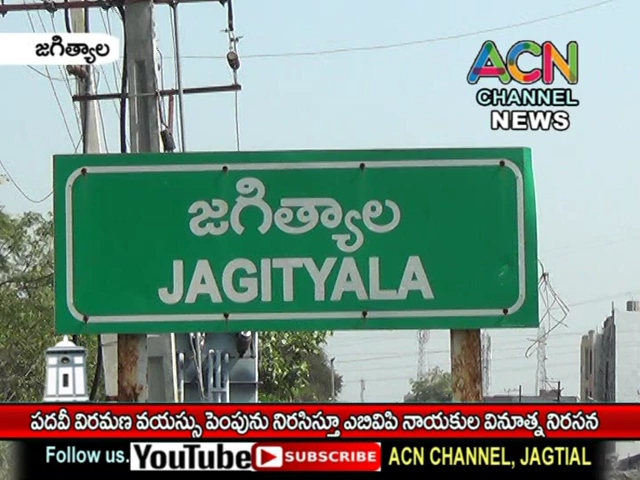 జగిత్యాల
ACN
CHANNEL
NEWS
జగిత్యాల
JAGITYALA
పదవీ విరమణ వయస్సు పెంపును నిరసిస్తూ ఎబివిపి నాయకుల వినూత్న నిరసన
Follow us. YouTube SUBSCRIBE ACN CHANNEL, JAGTIAL